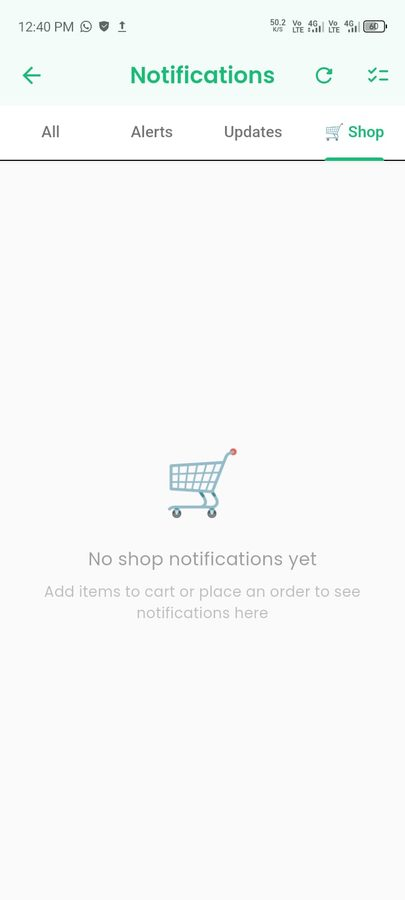 12:40 PM 50.2 K/S Vo LTE 4G Vo LTE 4G 60
Notifications
All Alerts Updates 🛒 Shop
No shop notifications yet
Add items to cart or place an order to see
notifications here